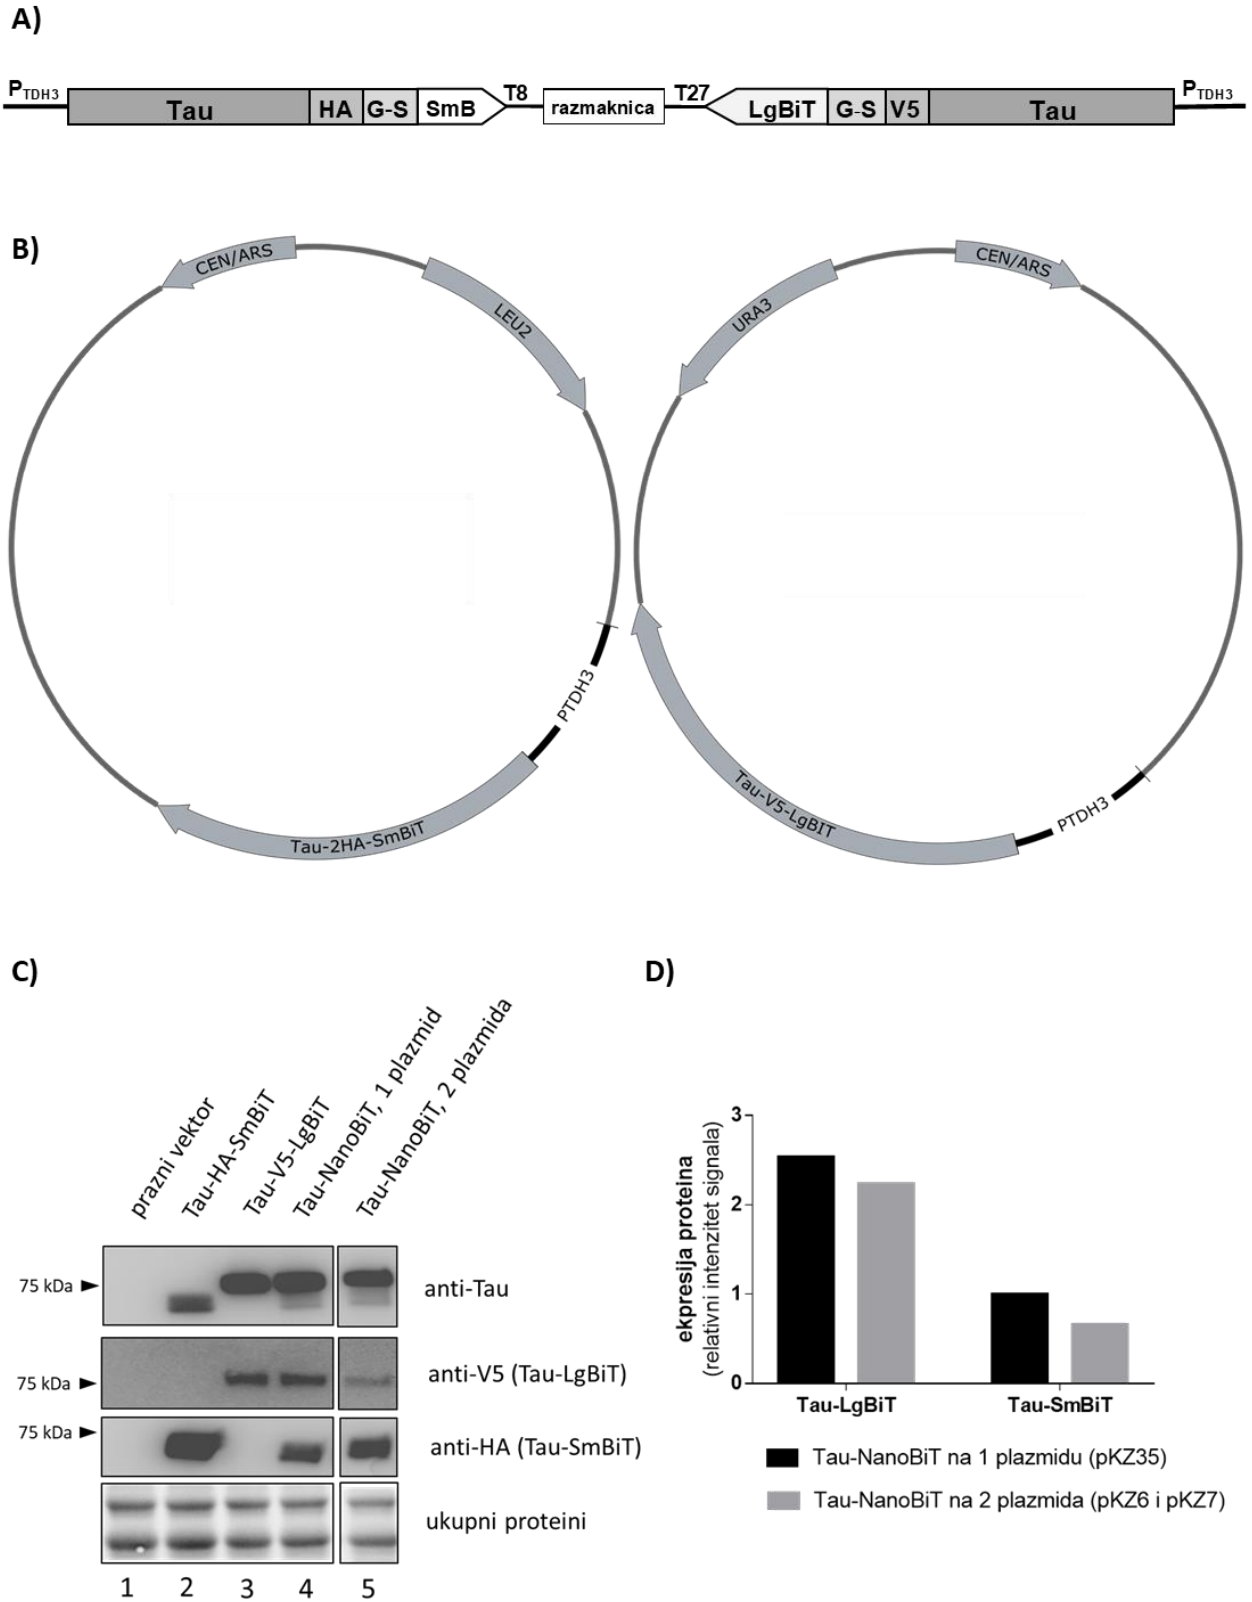 A)
PTDH3 Tau HA G-S SmB T8 razmaknica T27 LgBiT G-S V5 Tau PTDH3
B)
CEN/ARS
LEU2
PTDH3
Tau-2HA-SmBiT
CEN/ARS
URA3
PTDH3
Tau-V5-LgBIT
C)
prazni vektor
Tau-HA-SmBiT
Tau-V5-LgBiT
Tau-NanoBiT, 1 plazmid
Tau-NanoBiT, 2 plazmida
75 kDa
anti-Tau
75 kDa
anti-V5 (Tau-LgBiT)
75 kDa
anti-HA (Tau-SmBiT)
ukupni proteini
1 2 3 4 5
D)
ekpresija proteina
(relativni intenzitet signala)
3
2
1
0
Tau-LgBiT Tau-SmBiT
Tau-NanoBiT na 1 plazmidu (pKZ35)
Tau-NanoBiT na 2 plazmida (pKZ6 i pKZ7)